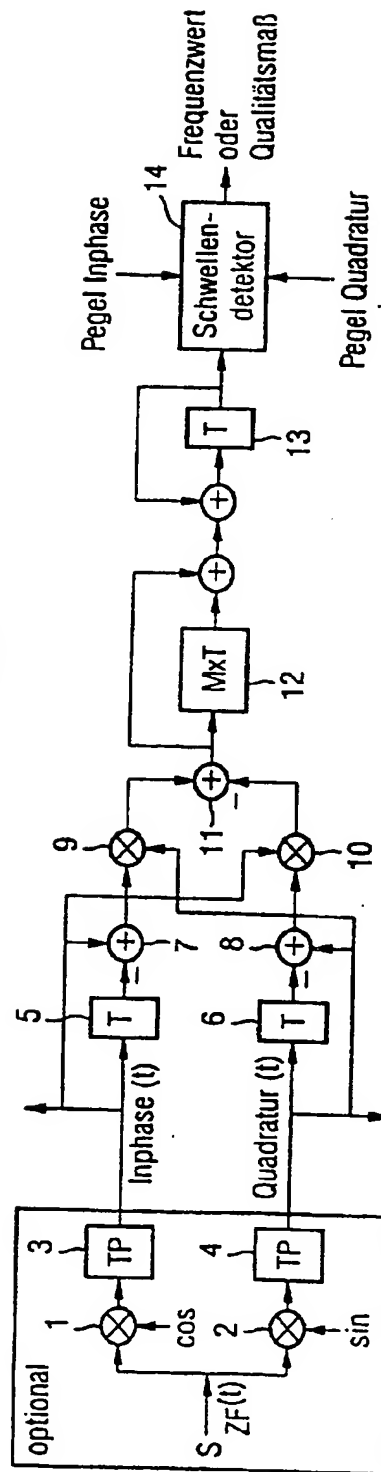 optional
S
ZF(t)
1
cos
2
sin
3
TP
4
TP
Inphase (t)
Quadratur (t)
5
T
6
T
7
8
9
10
11
12
MxT
13
T
14
Schwellen-
detektor
Pegel Inphase
Pegel Quadratur
Frequenzwert
oder
Qualitätsmaß